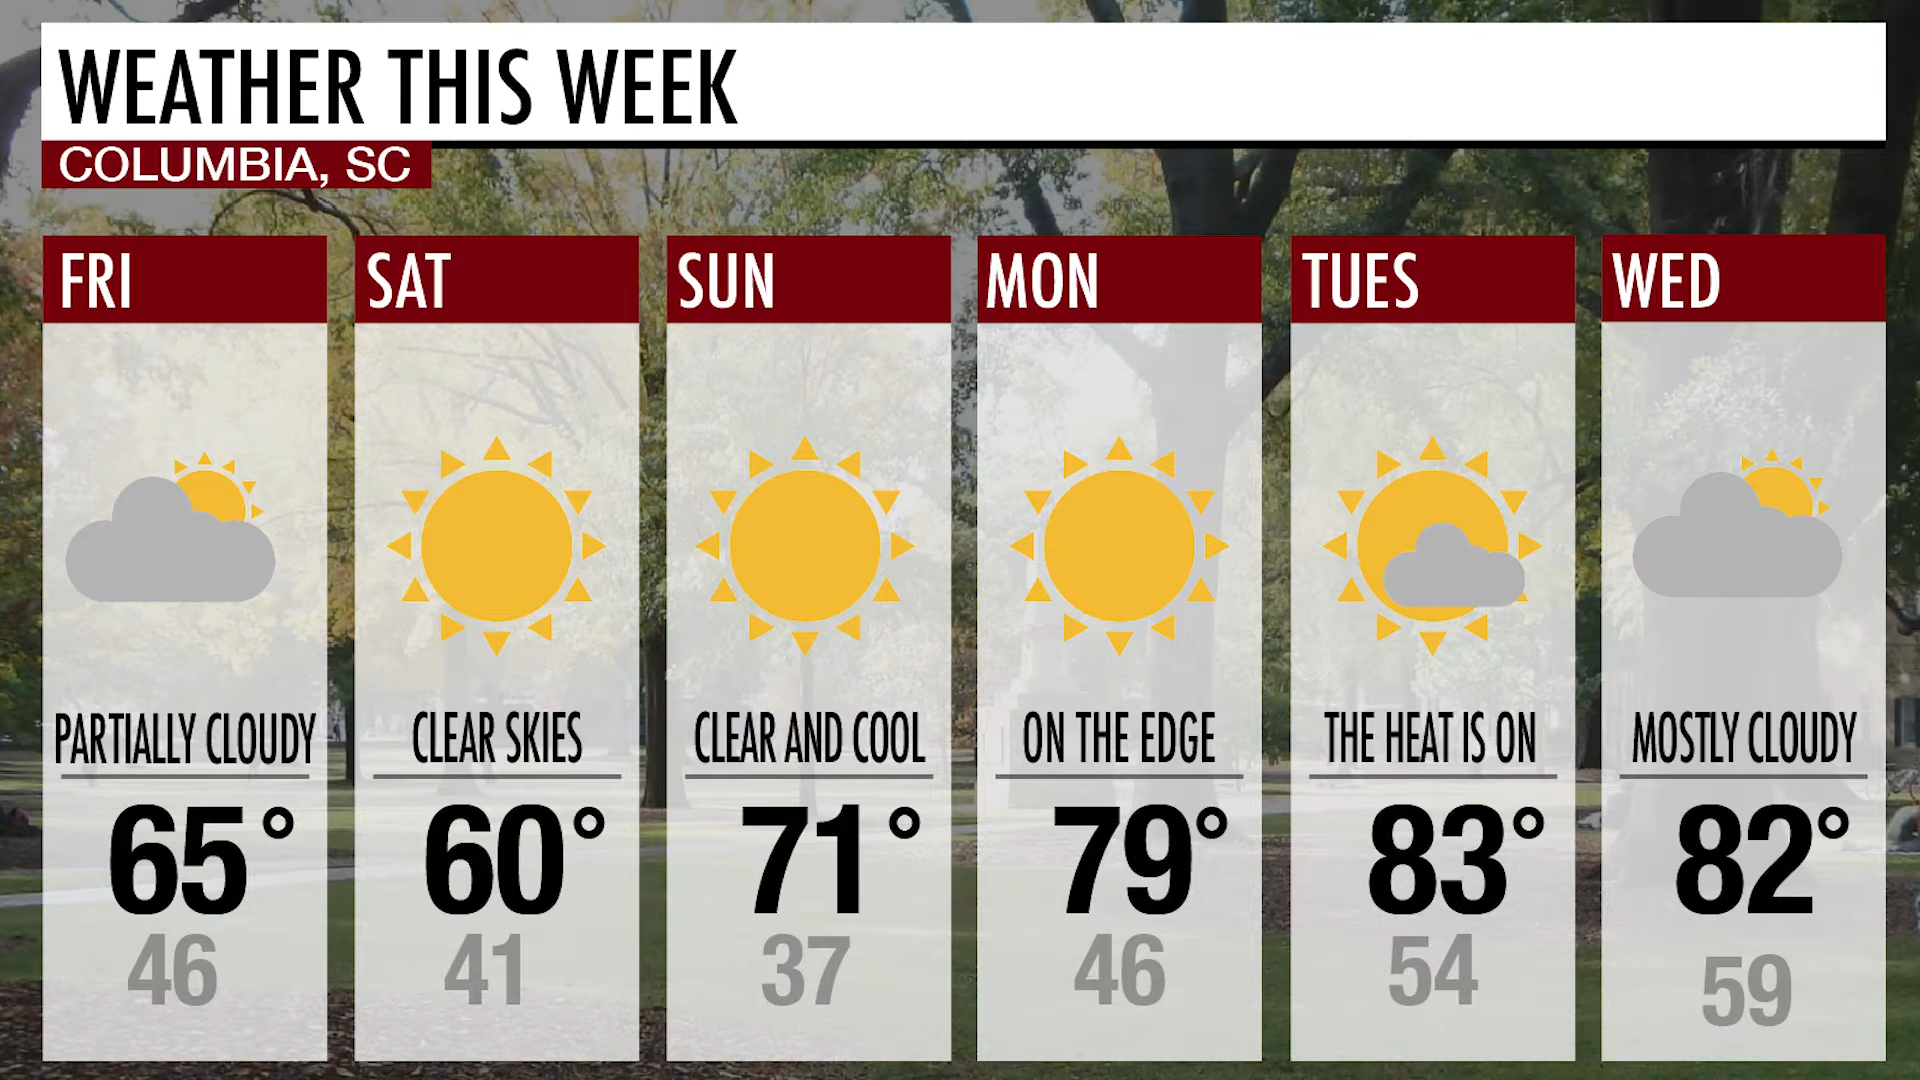 WEATHER THIS WEEK
COLUMBIA, SC
FRI
PARTIALLY CLOUDY
65°
46
SAT
CLEAR SKIES
60°
41
SUN
CLEAR AND COOL
71°
37
MON
ON THE EDGE
79°
46
TUES
THE HEAT IS ON
83°
54
WED
MOSTLY CLOUDY
82°
59